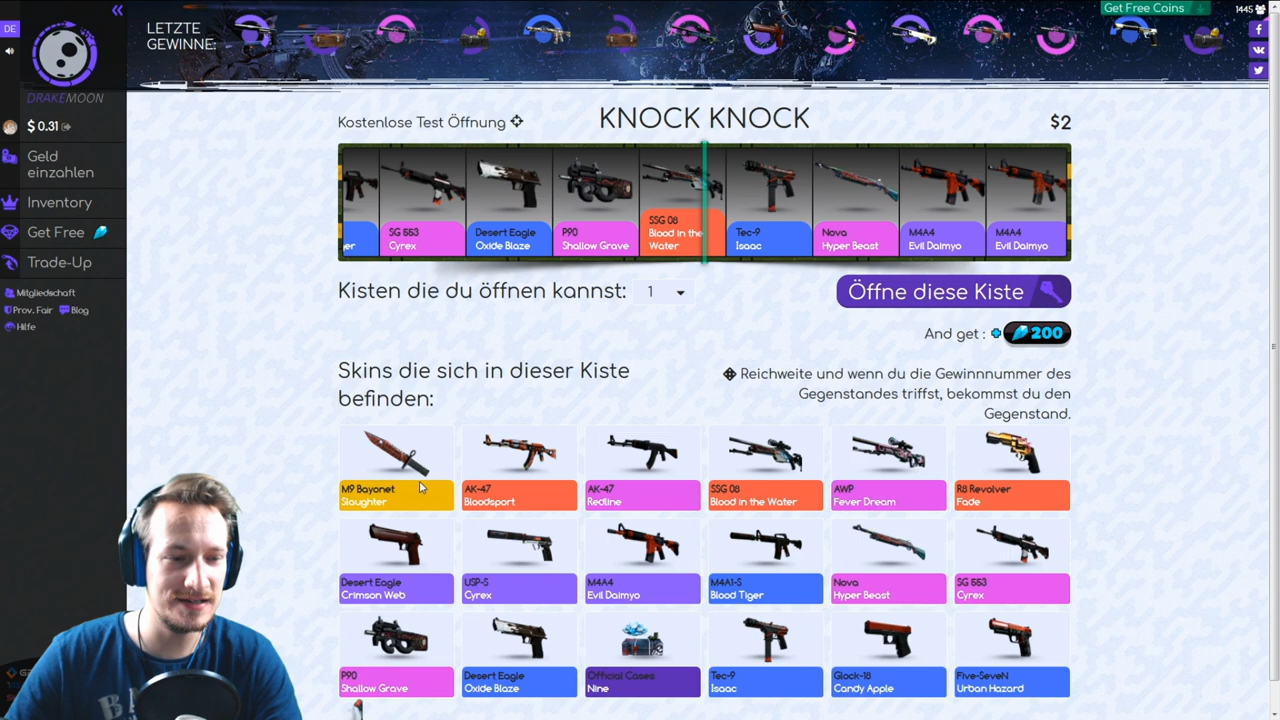 DE
DRAKEMOON
$ 0.31
Geld
einzahlen
Inventory
Get Free
Trade-Up
Mitgliedschaft
Prov. Fair
Blog
Hilfe
LETZTE
GEWINNE:
Get Free Coins
1445
Kostenlose Test Öffnung
KNOCK KNOCK
$2
er
SG 553
Cyrex
Desert Eagle
Oxide Blaze
P90
Shallow Grave
SSG 08
Blood in the
Water
Tec-9
Isaac
Nova
Hyper Beast
M4A4
Evil Daimyo
M4A4
Evil Daimyo
Kisten die du öffnen kannst:
1
Öffne diese Kiste
And get :
200
Skins die sich in dieser Kiste
befinden:
Reichweite und wenn du die Gewinnnummer des
Gegenstandes triffst, bekommst du den
Gegenstand.
M9 Bayonet
Slaughter
AK-47
Bloodsport
AK-47
Redline
SSG 08
Blood in the Water
AWP
Fever Dream
R8 Revolver
Fade
Desert Eagle
Crimson Web
USP-S
Cyrex
M4A4
Evil Daimyo
M4A1-S
Blood Tiger
Nova
Hyper Beast
SG 553
Cyrex
P90
Shallow Grave
Desert Eagle
Oxide Blaze
Official Cases
Nine
Tec-9
Isaac
Glock-18
Candy Apple
Five-SeveN
Urban Hazard